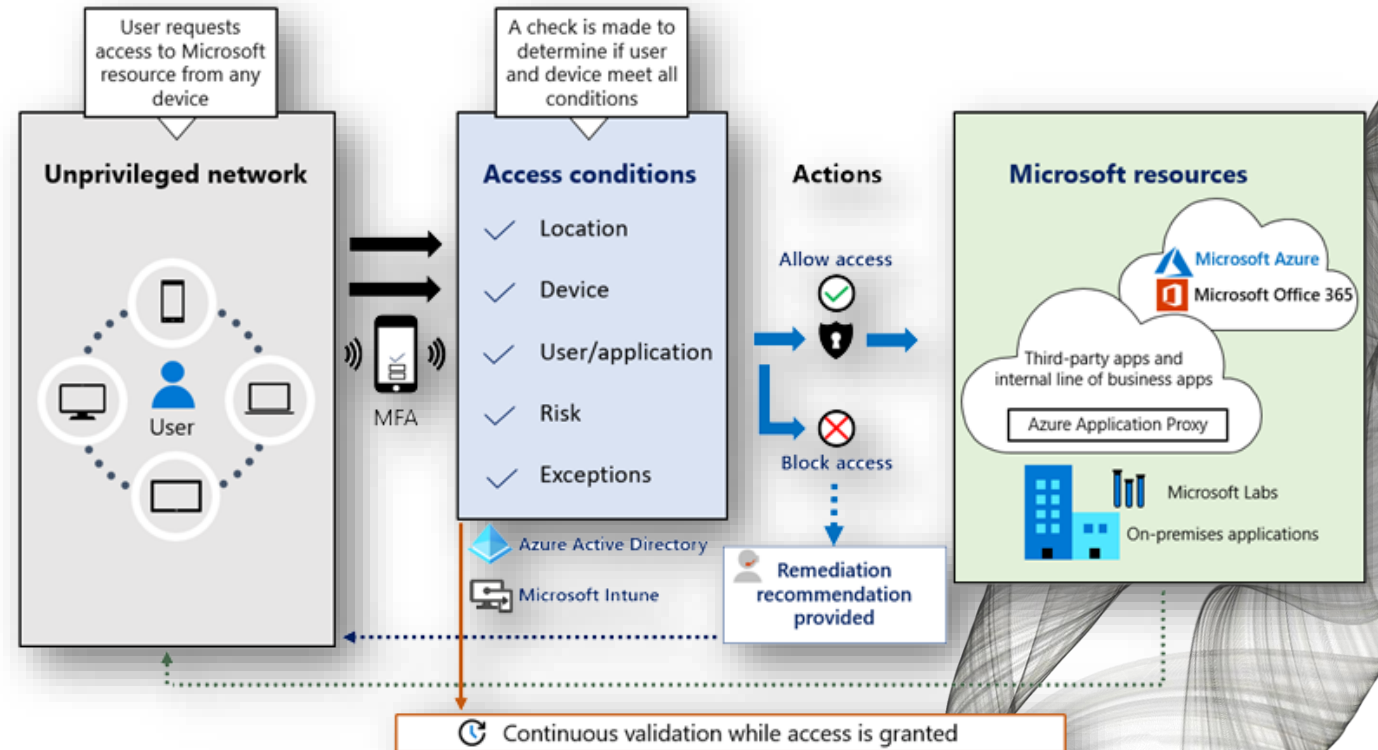 User requests
access to Microsoft
resource from any
device
A check is made to
determine if user
and device meet all
conditions
Unprivileged network
User
MFA
Access conditions
Location
Device
User/application
Risk
Exceptions
Azure Active Directory
Microsoft Intune
Actions
Allow access
Block access
Remediation
recommendation
provided
Microsoft resources
Microsoft Azure
Microsoft Office 365
Third-party apps and
internal line of business apps
Azure Application Proxy
Microsoft Labs
On-premises applications
Continuous validation while access is granted